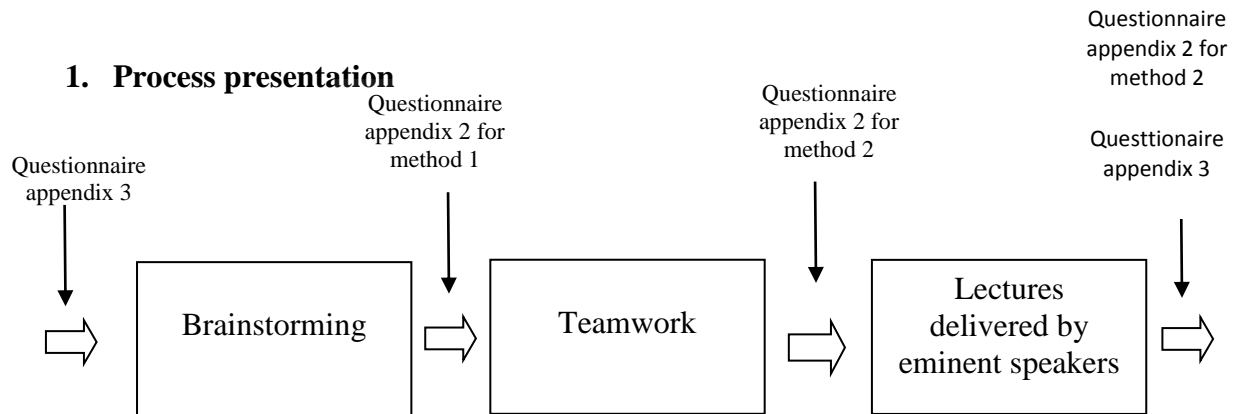 1. Process presentation
Questionnaire
appendix 3
Questionnaire
appendix 2 for
method 1
Questionnaire
appendix 2 for
method 2
Questionnaire
appendix 2 for
method 2
Questtionaire
appendix 3
Brainstorming
Teamwork
Lectures
delivered by
eminent speakers